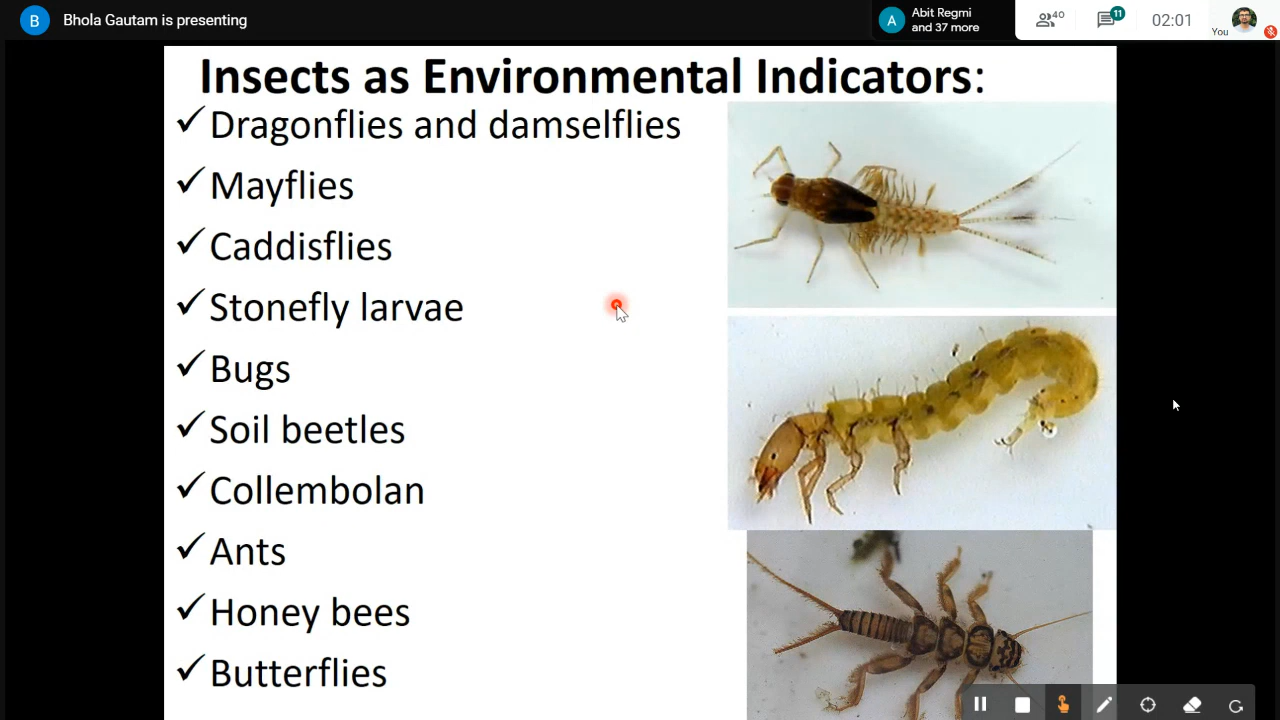 B Bhola Gautam is presenting
A Abit Regmi
and 37 more
40
11
02:01
You
Insects as Environmental Indicators:
✓Dragonflies and damselflies
✓Mayflies
✓Caddisflies
✓Stonefly larvae
✓Bugs
✓Soil beetles
✓Collembolan
✓Ants
✓Honey bees
✓Butterflies